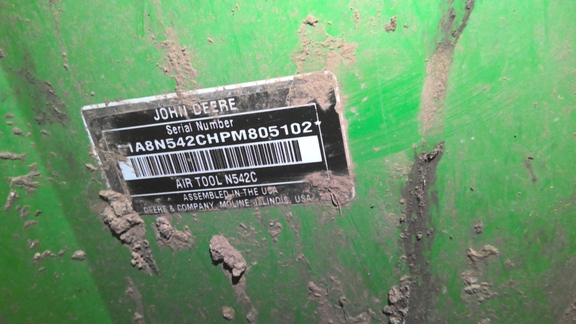 JOHN DEERE
Serial Number
*1A8N542CHPM805102*
AIR TOOL N542C
ASSEMBLED IN THE USA
DEERE & COMPANY, MOLINE, ILLINOIS, USA